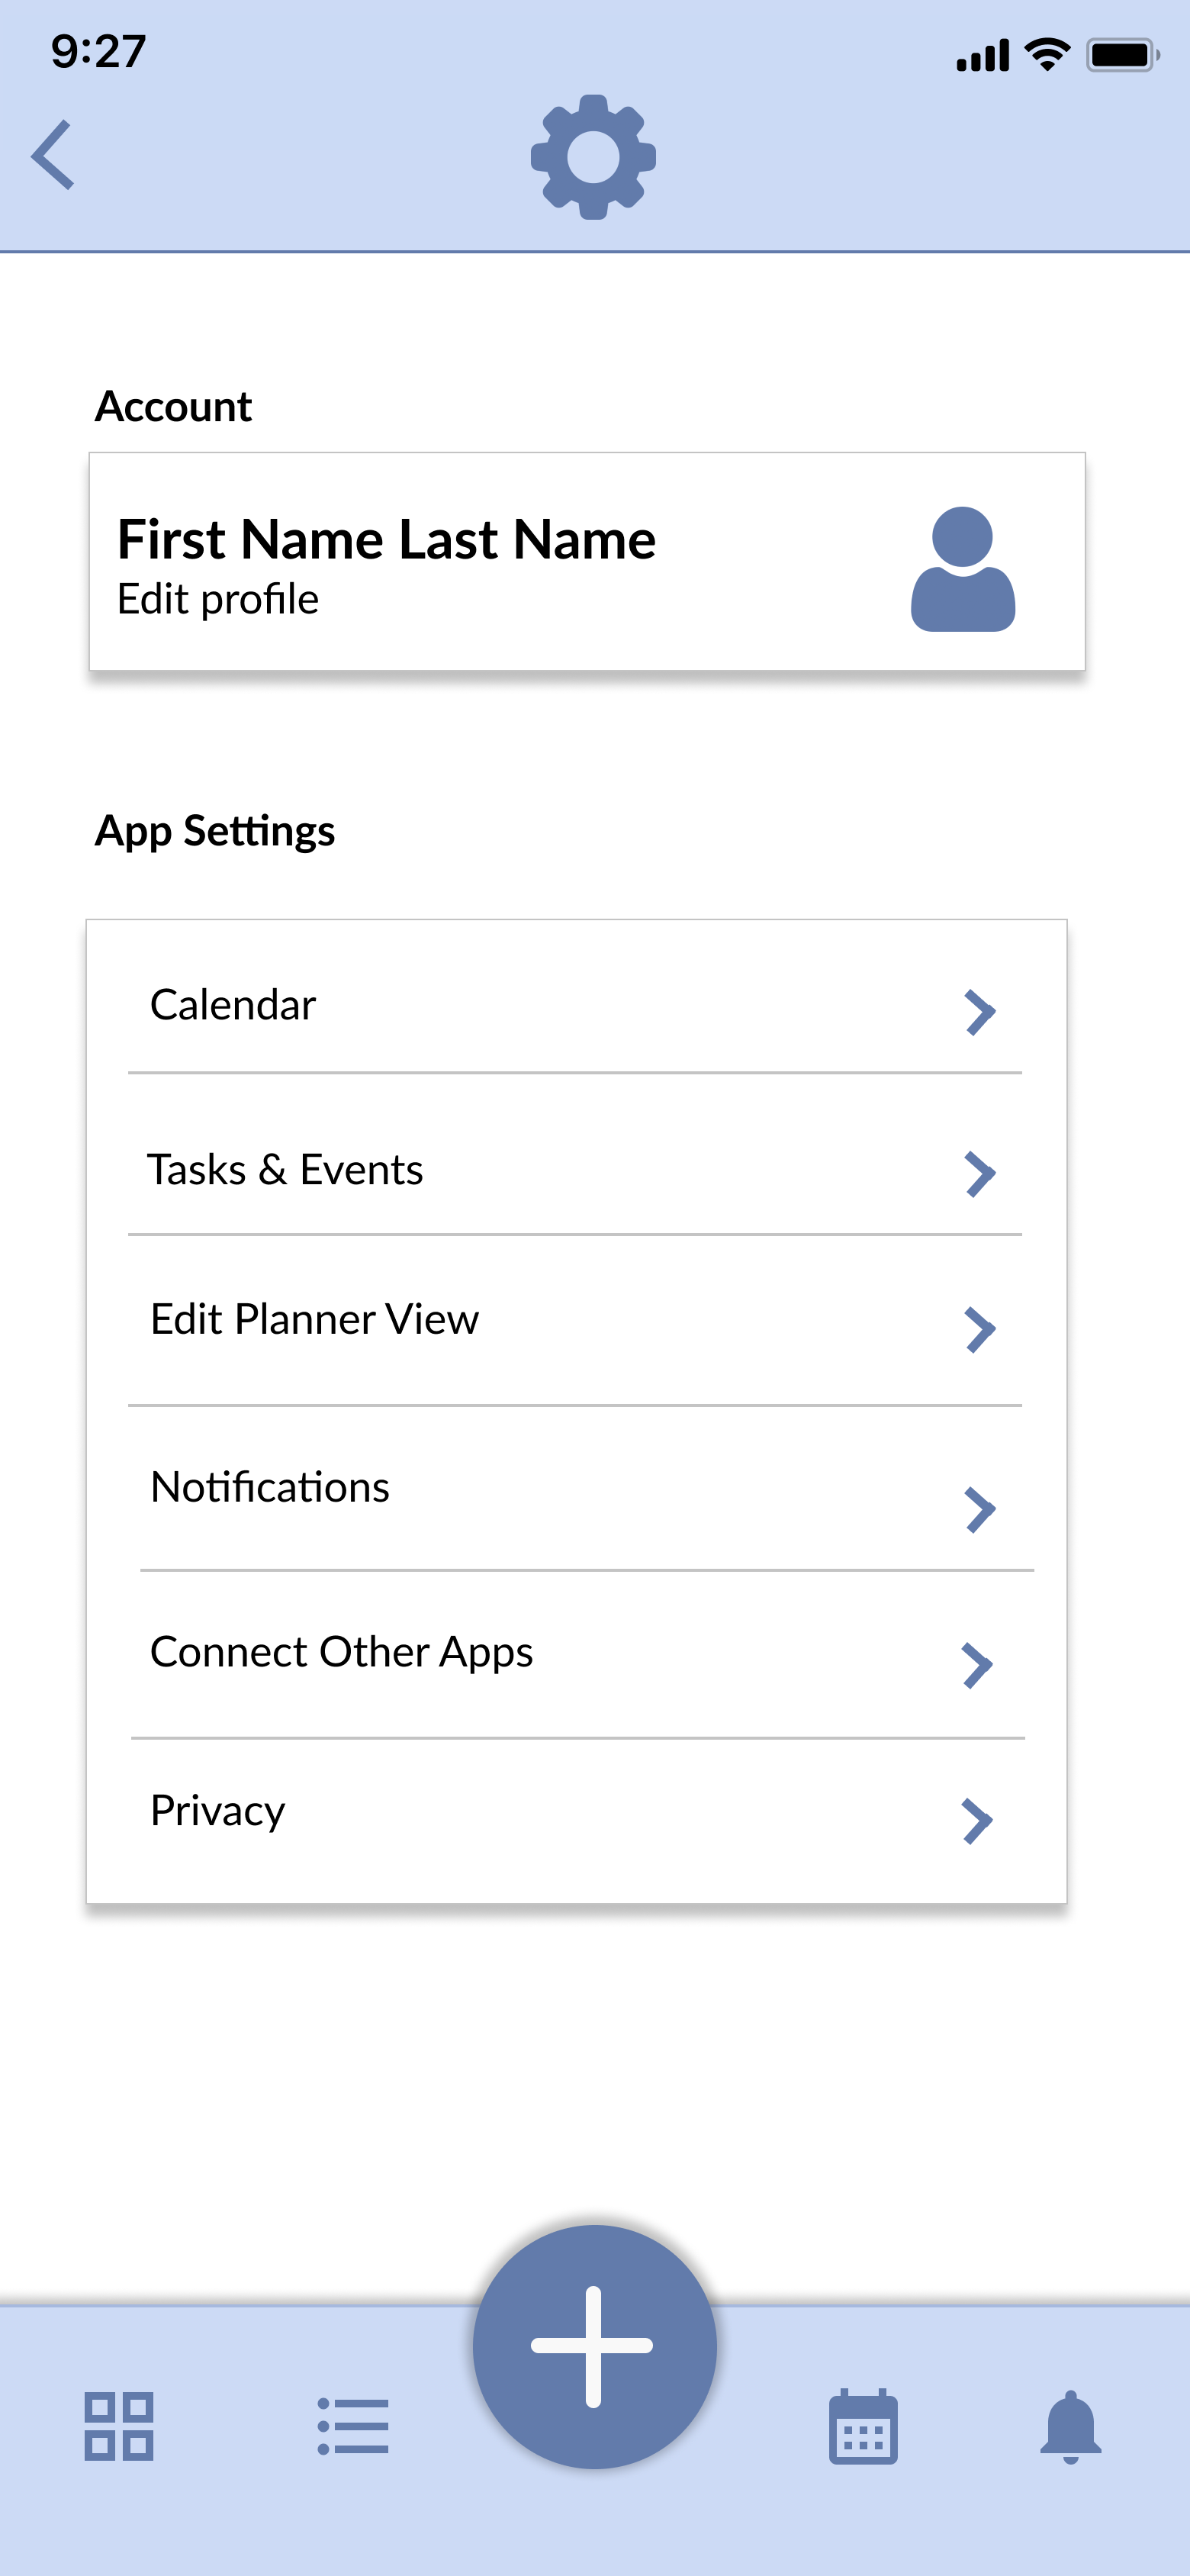 9:27
Account
First Name Last Name
Edit profile
App Settings
Calendar
Tasks & Events
Edit Planner View
Notifications
Connect Other Apps
Privacy